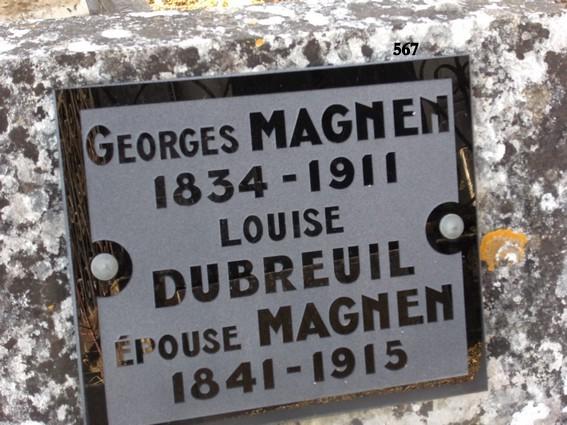 567
GEORGES MAGNEN
1834 - 1911
LOUISE
DUBREUIL
ÉPOUSE MAGNEN
1841 - 1915